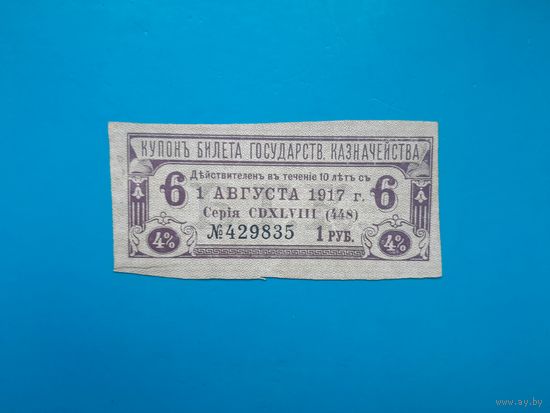 КУПОНЪ БИЛЕТА ГОСУДАРСТВ. КАЗНАЧЕЙСТВА
Дѣйствителенъ въ теченіе 10 лѣтъ съ
6 1 АВГУСТА 1917 г. 6
Серія CDXLVIII (448)
4% №429835 1 РУБ. 4%
www.ay.by